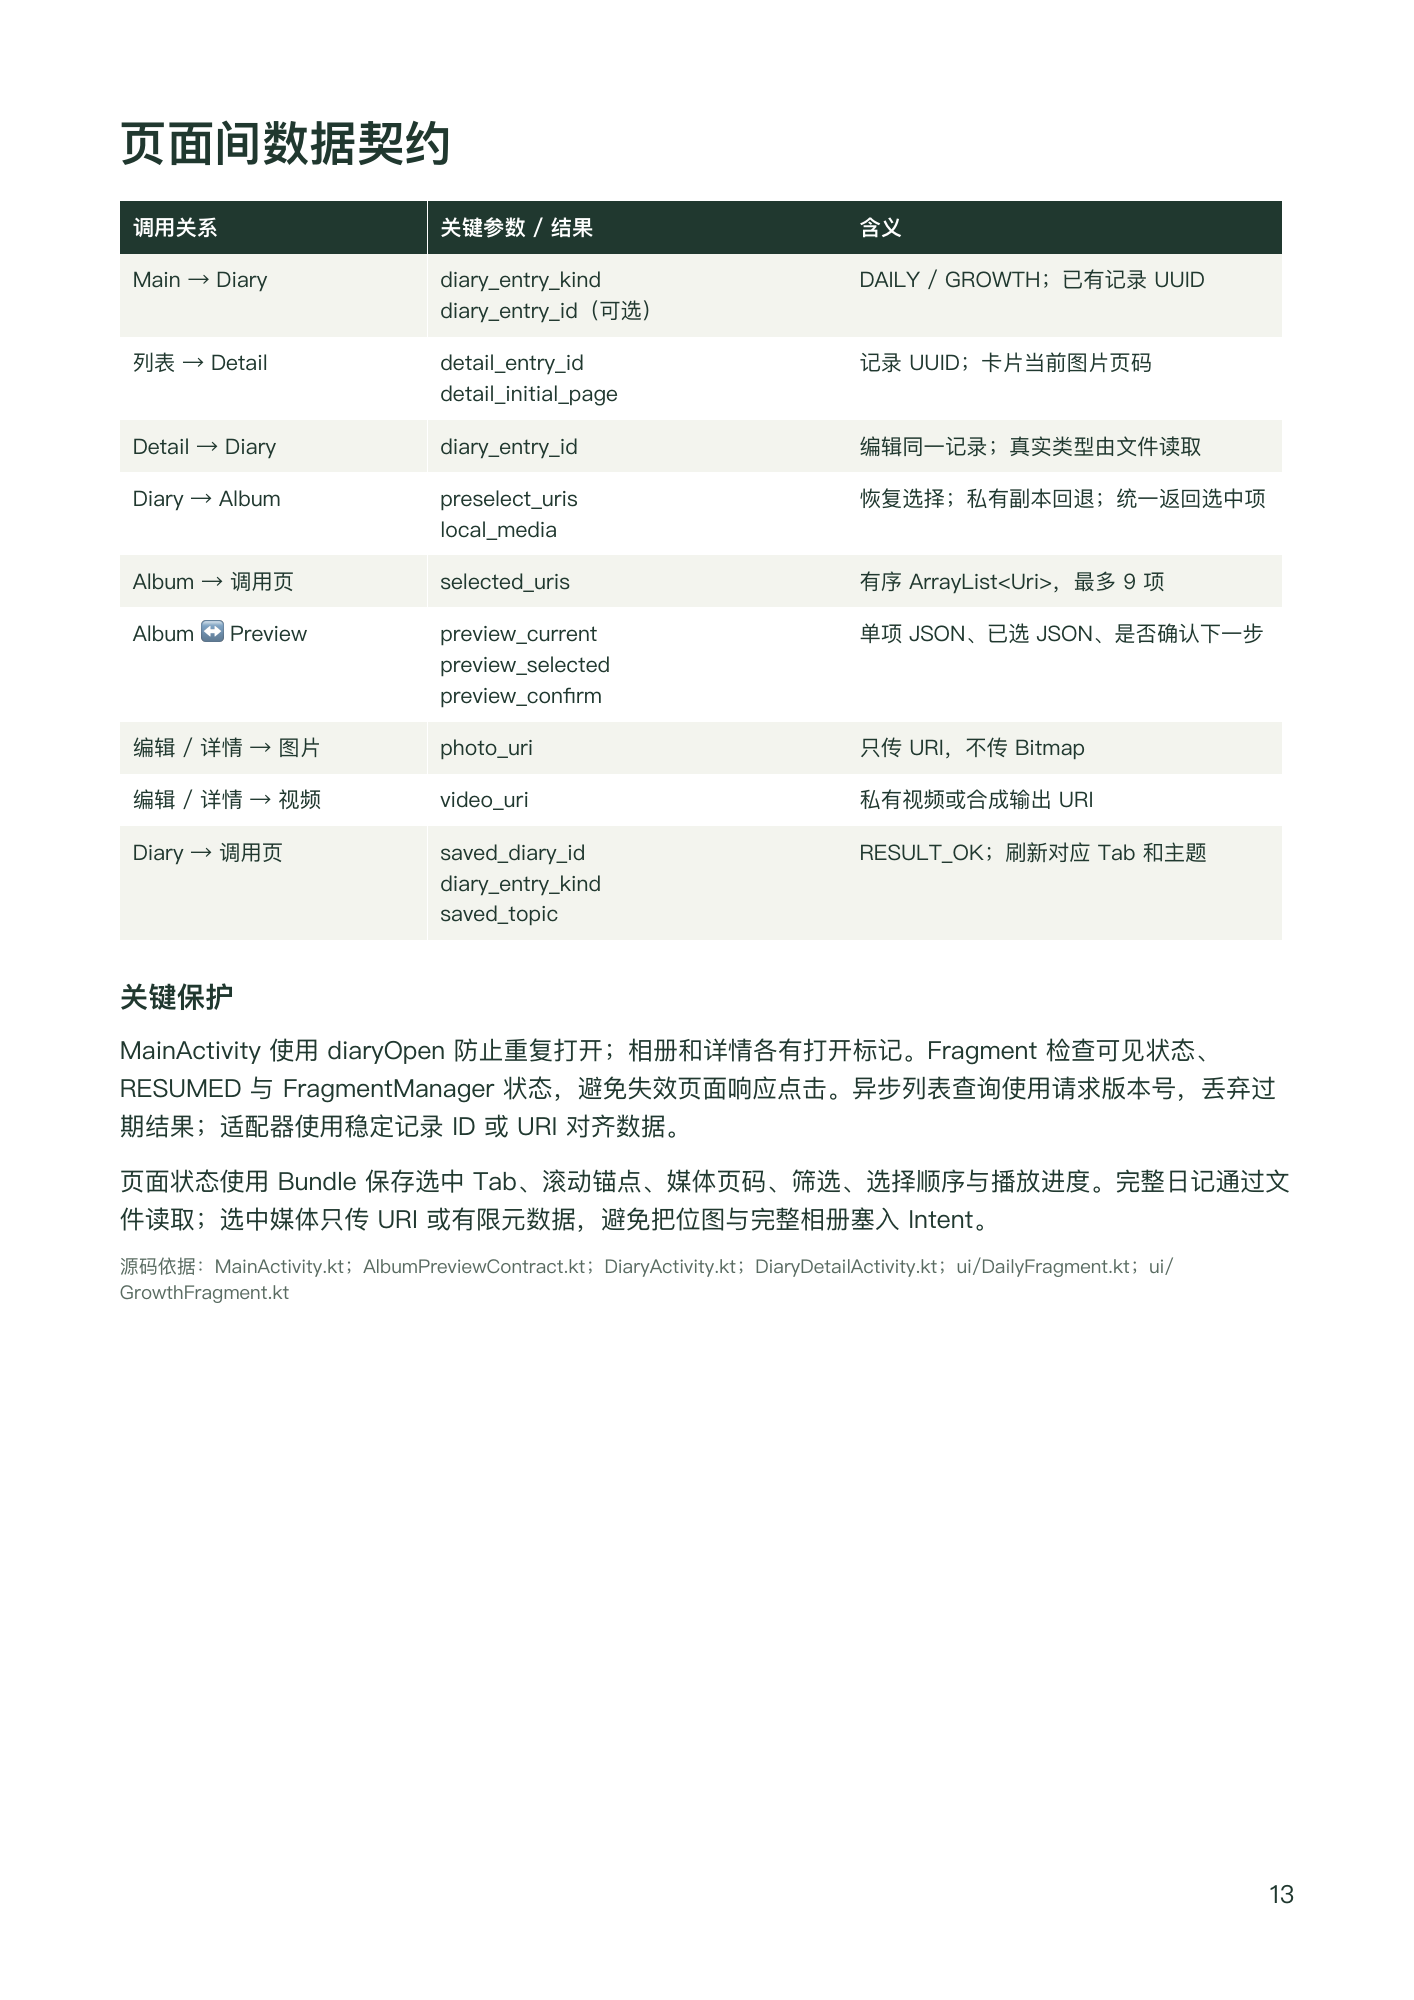 页面间数据契约
调用关系 关键参数 / 结果 含义
Main → Diary diary_entry_kind DAILY / GROWTH；已有记录 UUID
diary_entry_id（可选）
列表 → Detail detail_entry_id 记录 UUID；卡片当前图片页码
detail_initial_page
Detail → Diary diary_entry_id 编辑同一记录；真实类型由文件读取
Diary → Album preselect_uris 恢复选择；私有副本回退；统一返回选中项
local_media
Album → 调用页 selected_uris 有序 ArrayList<Uri>，最多 9 项
Album ↔️ Preview preview_current 单项 JSON、已选 JSON、是否确认下一步
preview_selected
preview_confirm
编辑 / 详情 → 图片 photo_uri 只传 URI，不传 Bitmap
编辑 / 详情 → 视频 video_uri 私有视频或合成输出 URI
Diary → 调用页 saved_diary_id RESULT_OK；刷新对应 Tab 和主题
diary_entry_kind
saved_topic
关键保护
MainActivity 使用 diaryOpen 防止重复打开；相册和详情各有打开标记。Fragment 检查可见状态、
RESUMED 与 FragmentManager 状态，避免失效页面响应点击。异步列表查询使用请求版本号，丢弃过
期结果；适配器使用稳定记录 ID 或 URI 对齐数据。
页面状态使用 Bundle 保存选中 Tab、滚动锚点、媒体页码、筛选、选择顺序与播放进度。完整日记通过文
件读取；选中媒体只传 URI 或有限元数据，避免把位图与完整相册塞入 Intent。
源码依据：MainActivity.kt；AlbumPreviewContract.kt；DiaryActivity.kt；DiaryDetailActivity.kt；ui/DailyFragment.kt；ui/
GrowthFragment.kt
13